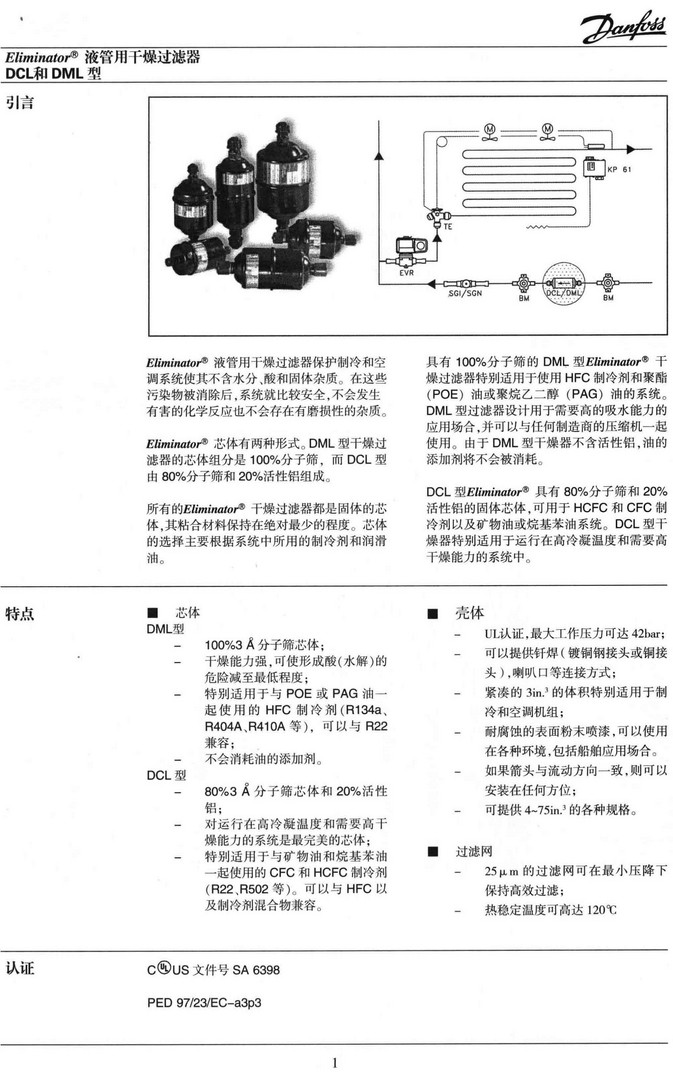 Danfoss
Eliminator® 液管用干燥过滤器
DCL和 DML 型
引言
M
M
KP 61
TE
EVR
SGI/SGN
BM
DCL/DML
BM
Eliminator® 液管用干燥过滤器保护制冷和空
调系统使其不含水分、酸和固体杂质。在这些
污染物被消除后,系统就比较安全,不会发生
有害的化学反应也不会存在有磨损性的杂质。
Eliminator® 芯体有两种形式。DML 型干燥过
滤器的芯体组分是 100%分子筛，而 DCL 型
由 80%分子筛和 20%活性铝组成。
所有的Eliminator® 干燥过滤器都是固体的芯
体,其粘合材料保持在绝对最少的程度。芯体
的选择主要根据系统中所用的制冷剂和润滑
油。
具有 100%分子筛的 DML 型Eliminator® 干
燥过滤器特别适用于使用 HFC 制冷剂和聚酯
(POE) 油或聚烷乙二醇 (PAG) 油的系统。
DML 型过滤器设计用于需要高的吸水能力的
应用场合,并可以与任何制造商的压缩机一起
使用。由于 DML 型干燥器不含活性铝,油的
添加剂将不会被消耗。
DCL 型Eliminator® 具有 80%分子筛和 20%
活性铝的固体芯体,可用于 HCFC 和 CFC 制
冷剂以及矿物油或烷基苯油系统。DCL 型干
燥器特别适用于运行在高冷凝温度和需要高
干燥能力的系统中。
特点
■ 芯体
DML型
– 100%3 Å 分子筛芯体；
– 干燥能力强,可使形成酸(水解)的
危险减至最低程度；
– 特别适用于与 POE 或 PAG 油一
起使用的 HFC 制冷剂(R134a、
R404A、R410A 等)，可以与 R22
兼容；
– 不会消耗油的添加剂。
DCL 型
– 80%3 Å 分子筛芯体和 20%活性
铝；
– 对运行在高冷凝温度和需要高干
燥能力的系统是最完美的芯体；
– 特别适用于与矿物油和烷基苯油
一起使用的 CFC 和 HCFC 制冷剂
(R22、R502 等)。可以与 HFC 以
及制冷剂混合物兼容。
■ 壳体
– UL认证,最大工作压力可达 42bar；
– 可以提供钎焊(镀铜钢接头或铜接
头),喇叭口等连接方式；
– 紧凑的 3in.³ 的体积特别适用于制
冷和空调机组；
– 耐腐蚀的表面粉末喷漆,可以使用
在各种环境,包括船舶应用场合。
– 如果箭头与流动方向一致,则可以
安装在任何方位；
– 可提供 4~75in.³ 的各种规格。
■ 过滤网
– 25μm 的过滤网可在最小压降下
保持高效过滤；
– 热稳定温度可高达 120℃
认证
C UL US 文件号 SA 6398
PED 97/23/EC–a3p3
1